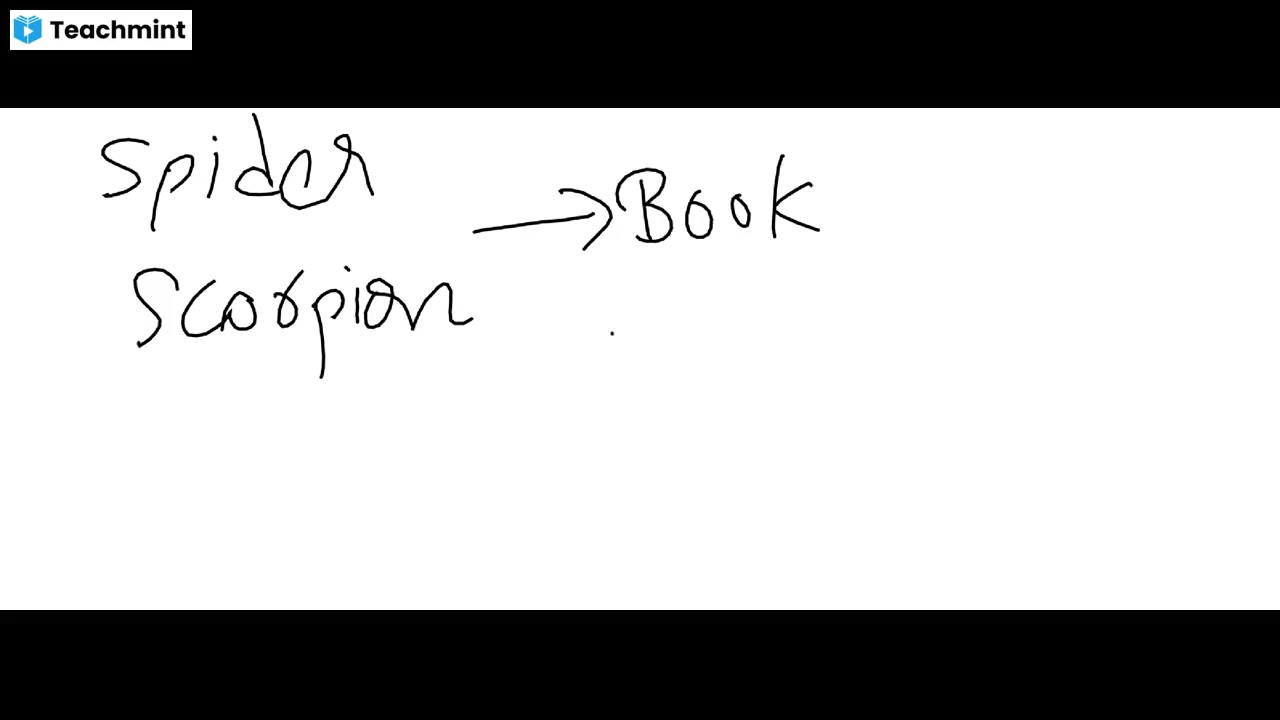 Teachmint
Spider
→ Book
Scorpion